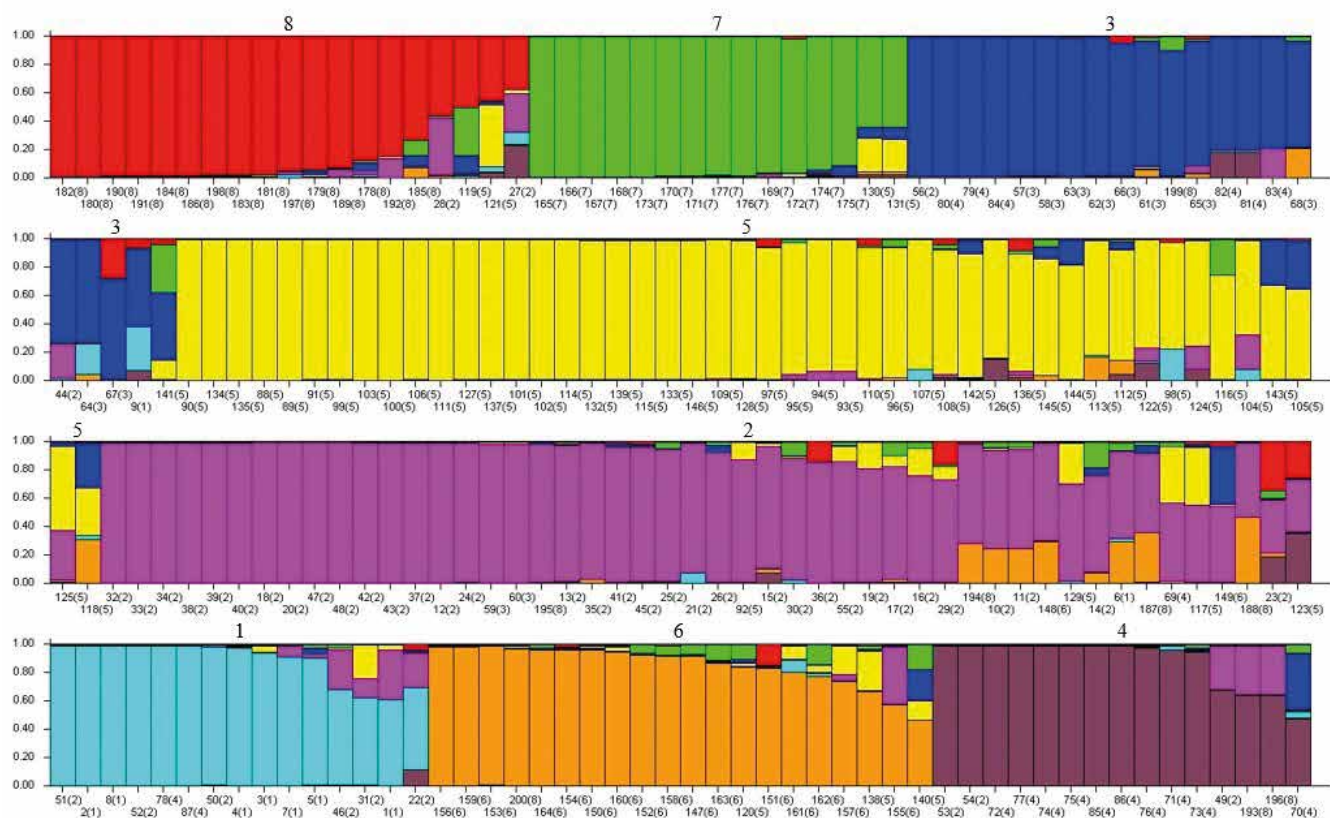 8 7 3
1.00
0.80
0.60
0.40
0.20
0.00
182(8) 190(8) 184(8) 198(8) 181(8) 179(8) 178(8) 185(8) 119(5) 27(2) 166(7) 168(7) 170(7) 177(7) 169(7) 174(7) 130(5) 56(2) 79(4) 57(3) 63(3) 66(3) 199(8) 82(4) 83(4)
180(8) 191(8) 186(8) 183(8) 197(8) 189(8) 192(8) 28(2) 121(5) 165(7) 167(7) 173(7) 171(7) 176(7) 172(7) 175(7) 131(5) 80(4) 84(4) 58(3) 62(3) 61(3) 65(3) 81(4) 68(3)
3 5
1.00
0.80
0.60
0.40
0.20
0.00
44(2) 67(3) 141(5) 134(5) 88(5) 91(5) 103(5) 106(5) 127(5) 101(5) 114(5) 139(5) 133(5) 109(5) 97(5) 94(5) 110(5) 107(5) 142(5) 136(5) 144(5) 112(5) 98(5) 116(5) 143(5)
64(3) 9(1) 90(5) 135(5) 89(5) 99(5) 100(5) 111(5) 137(5) 102(5) 132(5) 115(5) 146(5) 128(5) 95(5) 93(5) 96(5) 108(5) 126(5) 145(5) 113(5) 122(5) 124(5) 104(5) 105(5)
5 2
1.00
0.80
0.60
0.40
0.20
0.00
125(5) 32(2) 34(2) 39(2) 18(2) 47(2) 42(2) 37(2) 24(2) 60(3) 13(2) 41(2) 25(2) 26(2) 15(2) 36(2) 19(2) 16(2) 194(8) 11(2) 129(5) 6(1) 69(4) 149(5) 23(2)
118(5) 33(2) 38(2) 40(2) 20(2) 48(2) 43(2) 12(2) 59(3) 195(8) 35(2) 45(2) 21(2) 92(5) 30(2) 55(2) 17(2) 29(2) 10(2) 148(6) 14(2) 187(8) 117(5) 188(8) 123(5)
1 6 4
1.00
0.80
0.60
0.40
0.20
0.00
51(2) 8(1) 78(4) 50(2) 3(1) 5(1) 31(2) 22(2) 159(6) 200(8) 154(6) 160(6) 158(6) 163(6) 151(6) 162(6) 138(5) 140(5) 54(2) 77(4) 75(4) 86(4) 71(4) 49(2) 196(8)
2(1) 52(2) 87(4) 4(1) 7(1) 46(2) 1(1) 156(6) 153(6) 164(6) 150(6) 152(6) 147(6) 120(5) 161(6) 157(6) 155(6) 53(2) 72(4) 74(4) 85(4) 76(4) 73(4) 193(8) 70(4)